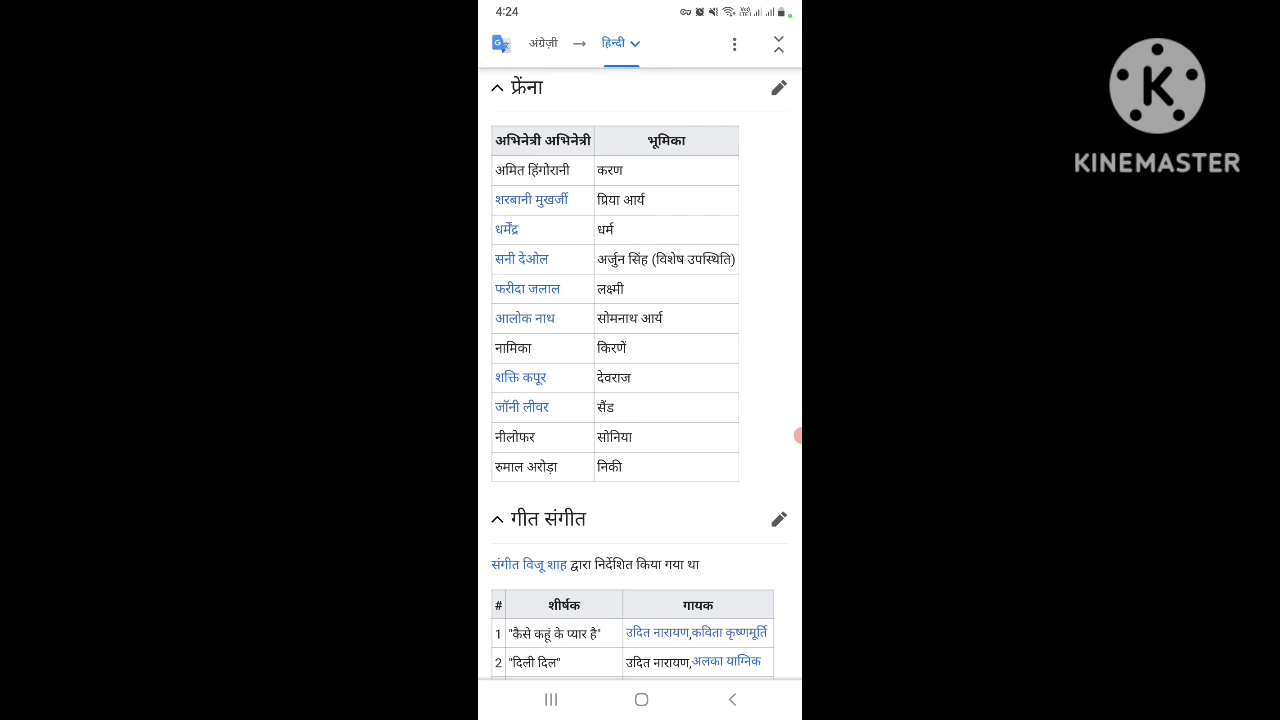 4:24
अंग्रेज़ी → हिन्दी
फ्रेंना
अभिनेत्री अभिनेत्री भूमिका
अमित हिंगोरानी करण
शरबानी मुखर्जी प्रिया आर्य
धर्मेंद्र धर्म
सनी देओल अर्जुन सिंह (विशेष उपस्थिति)
फरीदा जलाल लक्ष्मी
आलोक नाथ सोमनाथ आर्य
नामिका किरणें
शक्ति कपूर देवराज
जॉनी लीवर सैंड
नीलोफर सोनिया
रुमाल अरोड़ा निकी
गीत संगीत
संगीत विजू शाह द्वारा निर्देशित किया गया था
# शीर्षक गायक
1 "कैसे कहूं के प्यार है" उदित नारायण,कविता कृष्णमूर्ति
2 "दिली दिल" उदित नारायण,अलका याग्निक
K
KINEMASTER